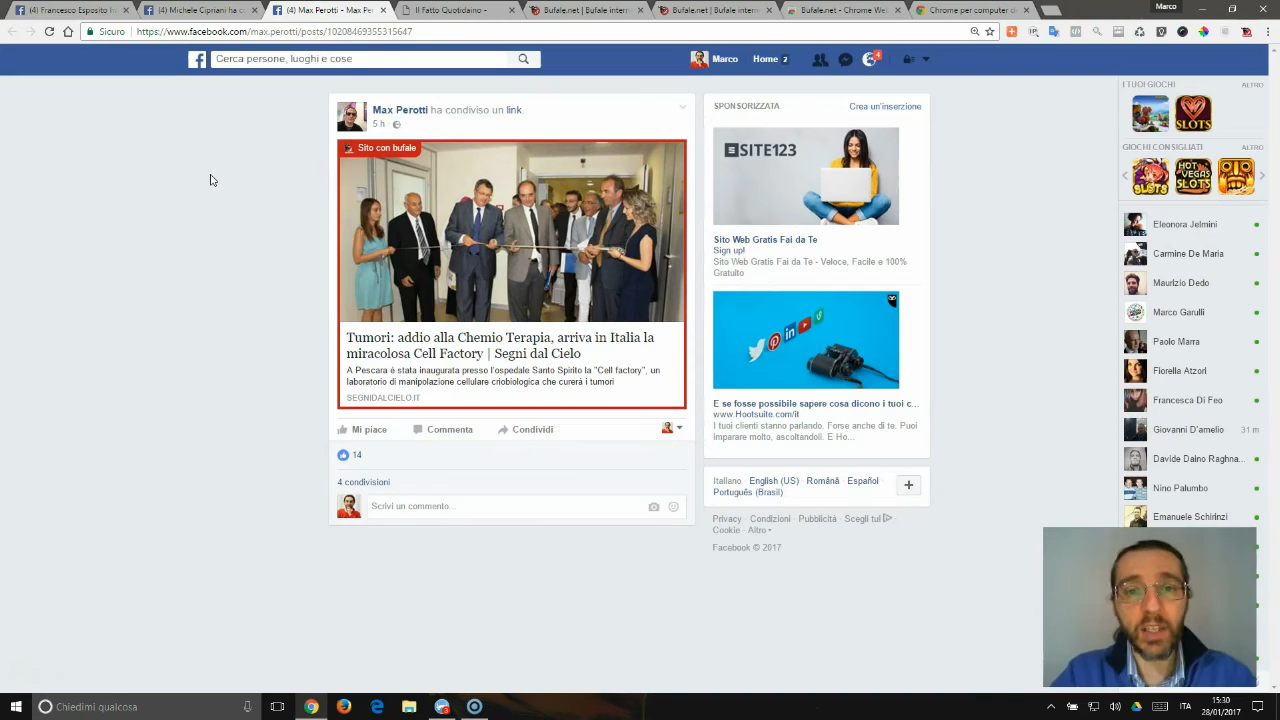 (4) Francesco Esposito Fa
(4) Michele Cipriani ha c
Max Perotti
Il Fatto Quotidiano -
Bufale.net | inferno
Bufale.net | Bufale
Bufale.net - Chrome Web
Chrome per computer d
Marco
Sicuro
https://www.facebook.com/max.perotti/posts/10208469355315647
Cerca persone, luoghi e cose
Marco
Home 2
4
Max Perotti ha condiviso un link.
5 h
Sito con bufale
Tumori: addio alla Chemio Terapia, arriva in Italia la
miracolosa Cell Factory | Segni dal Cielo
A Pescara é stata inaugurata presso l'ospedale Santo Spirito la "Cell factory", un
laboratorio di manipolazione cellulare criobiologica che curerà i tumori
SEGNIDALCIELO.IT
Mi piace
Commenta
Condividi
14
4 condivisioni
Scrivi un commento...
SPONSORIZZATA
Crea un'inserzione
SITE123
Sito Web Gratis Fai da Te
Sign up!
Sito Web Gratis Fai da Te - Veloce, Facile e 100%
Gratuito
E se fosse possibile sapere cosa dicono i tuoi c...
www.Hootsuite.com/it
I tuoi clienti stanno parlando. Forse anche di te. Puoi
imparare molto, ascoltandoli. E Ho...
Italiano · English (US) · Română · Español ·
Português (Brasil)
Privacy · Condizioni · Pubblicità · Scegli tu! ·
Cookie · Altro
Facebook © 2017
I TUOI GIOCHI
ALTRO
SLOTS
GIOCHI CONSIGLIATI
ALTRO
SLOTS
HOT VEGAS SLOTS
Eleonora Jelmini
Carmine De Maria
Maurizio Dedo
Marco Garulli
Paolo Marra
Fiorella Atzori
Francesca Di Feo
Giovanni D'amelio 31 m
Davide Daino Raghna...
Nino Palumbo
Emanuele Schirinzi
Chiedimi qualcosa
ITA
15:30
28/01/2017